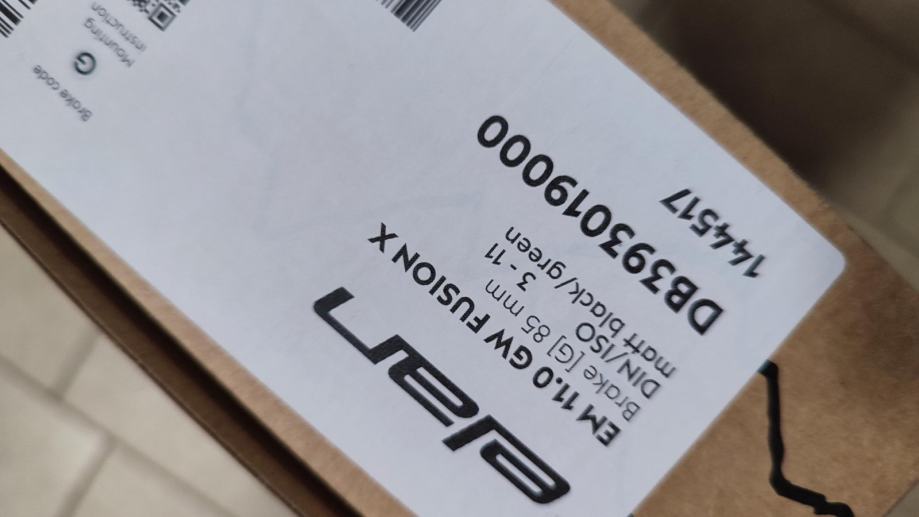 elan
EM 11.0 GW FUSION X
Brake [G] 85 mm
DIN/ISO 3 - 11
matt black/green
DB393019000
144517
Brake code
G
Mounting
instruction